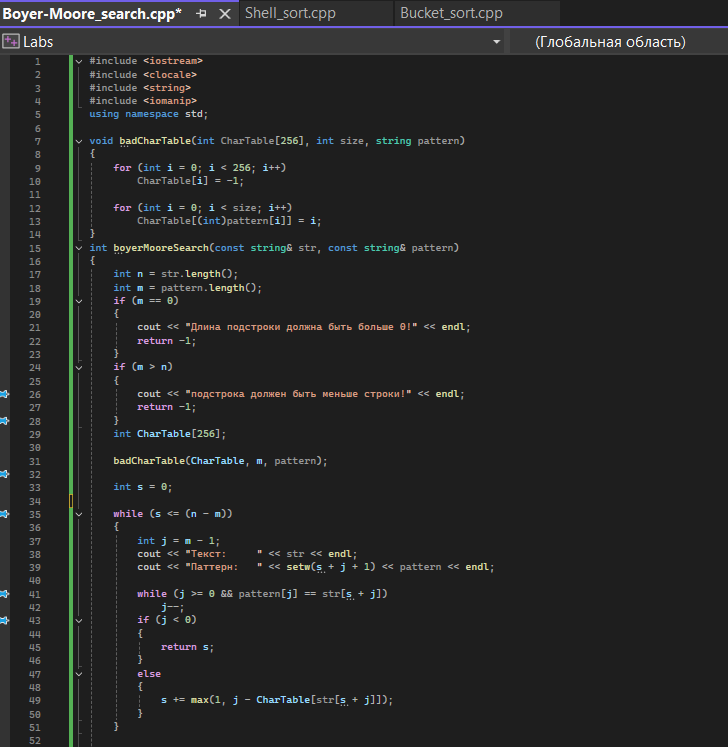 Boyer-Moore_search.cpp* Shell_sort.cpp Bucket_sort.cpp
Labs (Глобальная область)
1 #include <iostream>
2 #include <clocale>
3 #include <string>
4 #include <iomanip>
5 using namespace std;
6
7 void badCharTable(int CharTable[256], int size, string pattern)
8 {
9 for (int i = 0; i < 256; i++)
10 CharTable[i] = -1;
11
12 for (int i = 0; i < size; i++)
13 CharTable[(int)pattern[i]] = i;
14 }
15 int boyerMooreSearch(const string& str, const string& pattern)
16 {
17 int n = str.length();
18 int m = pattern.length();
19 if (m == 0)
20 {
21 cout << "Длина подстроки должна быть больше 0!" << endl;
22 return -1;
23 }
24 if (m > n)
25 {
26 cout << "подстрока должен быть меньше строки!" << endl;
27 return -1;
28 }
29 int CharTable[256];
30
31 badCharTable(CharTable, m, pattern);
32
33 int s = 0;
34
35 while (s <= (n - m))
36 {
37 int j = m - 1;
38 cout << "Текст:     " << str << endl;
39 cout << "Паттерн:   " << setw(s + j + 1) << pattern << endl;
40
41 while (j >= 0 && pattern[j] == str[s + j])
42 j--;
43 if (j < 0)
44 {
45 return s;
46 }
47 else
48 {
49 s += max(1, j - CharTable[str[s + j]]);
50 }
51 }
52